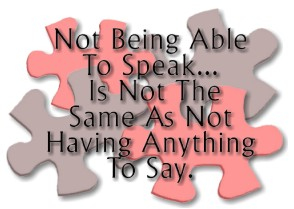 Not Being Able
To Speak...
Is Not The
Same As Not
Having Anything
To Say.